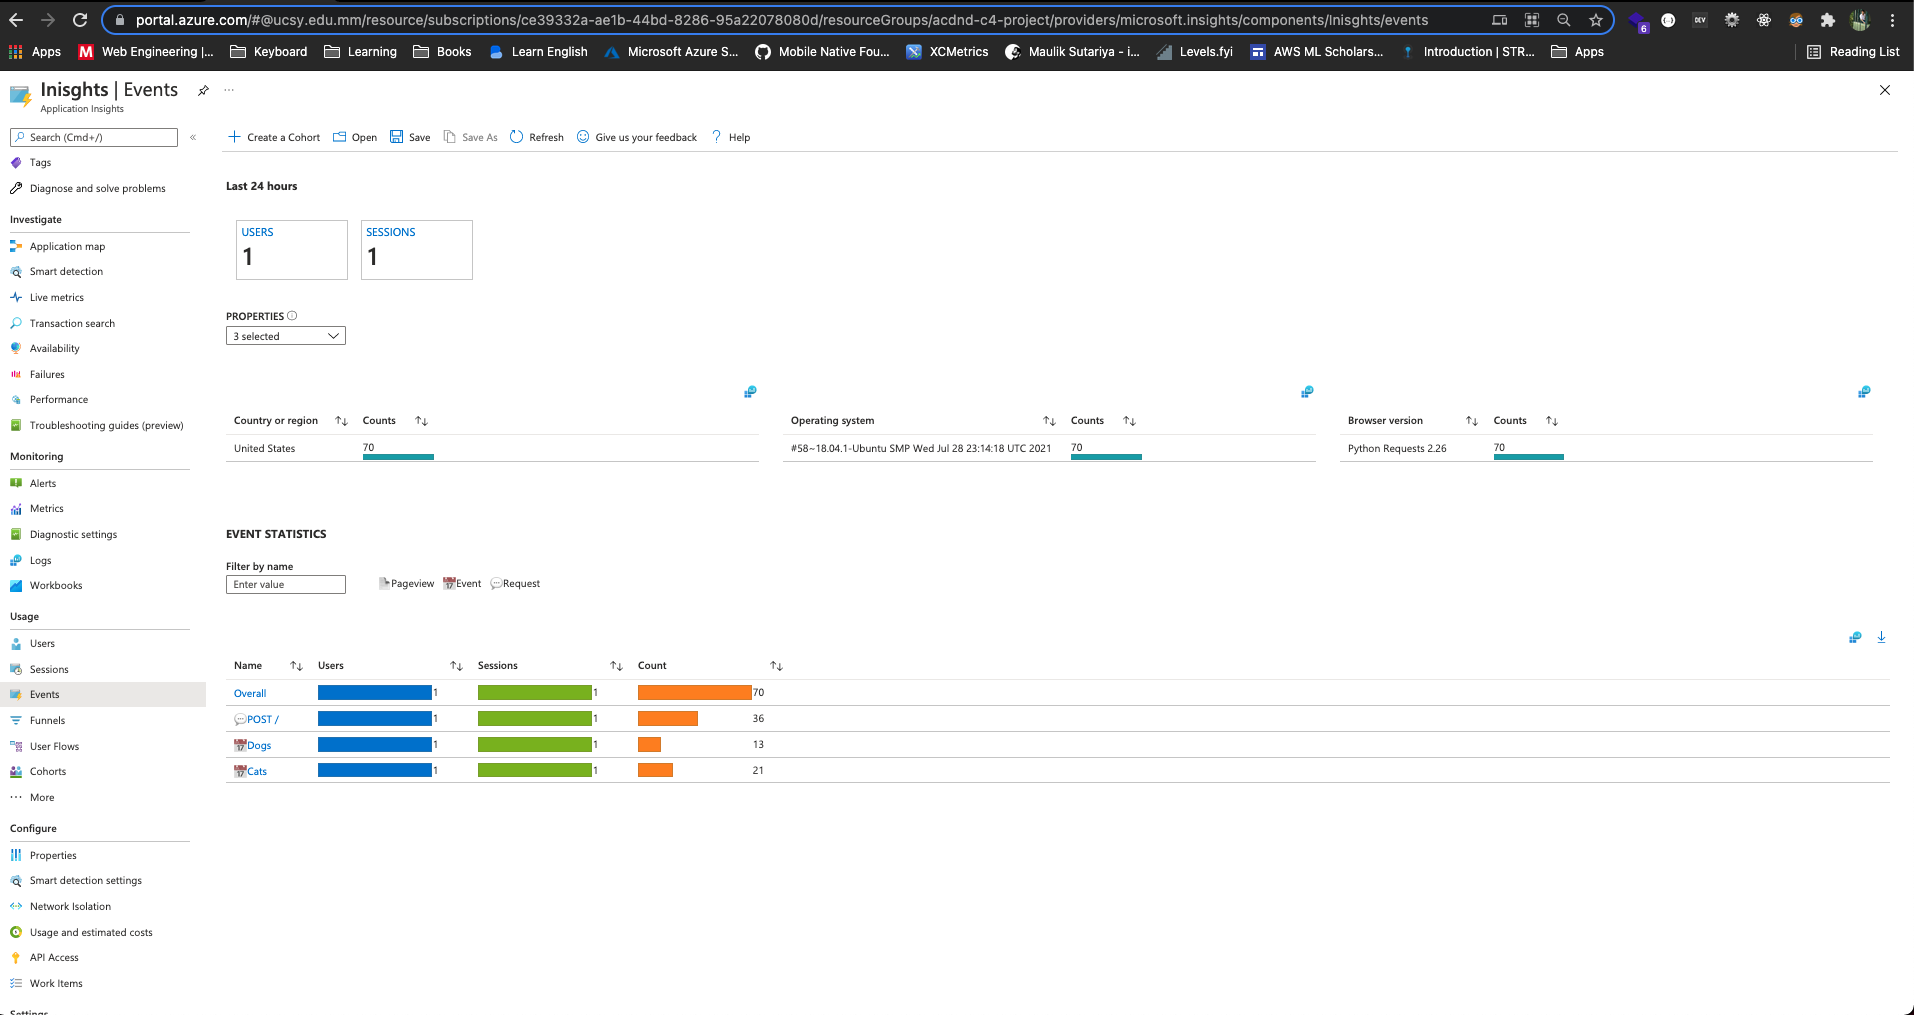 portal.azure.com/#@ucsy.edu.mm/resource/subscriptions/ce39332a-ae1b-44bd-8286-95a22078080d/resourceGroups/acdnd-c4-project/providers/microsoft.insights/components/Inisghts/events
6
DEV
Apps
Web Engineering |...
Keyboard
Learning
Books
Learn English
Microsoft Azure S...
Mobile Native Fou...
XCMetrics
Maulik Sutariya - i...
Levels.fyi
AWS ML Scholars...
Introduction | STR...
Apps
Reading List
Inisghts | Events
Application Insights
Search (Cmd+/)
Tags
Diagnose and solve problems
Investigate
Application map
Smart detection
Live metrics
Transaction search
Availability
Failures
Performance
Troubleshooting guides (preview)
Monitoring
Alerts
Metrics
Diagnostic settings
Logs
Workbooks
Usage
Users
Sessions
Events
Funnels
User Flows
Cohorts
More
Configure
Properties
Smart detection settings
Network Isolation
Usage and estimated costs
API Access
Work Items
Settings
Create a Cohort
Open
Save
Save As
Refresh
Give us your feedback
Help
Last 24 hours
USERS
1
SESSIONS
1
PROPERTIES
3 selected
Country or region Counts
United States 70
Operating system Counts
#58~18.04.1-Ubuntu SMP Wed Jul 28 23:14:18 UTC 2021 70
Browser version Counts
Python Requests 2.26 70
EVENT STATISTICS
Filter by name
Enter value
Pageview Event Request
Name Users Sessions Count
Overall 1 1 70
POST / 1 1 36
Dogs 1 1 13
Cats 1 1 21